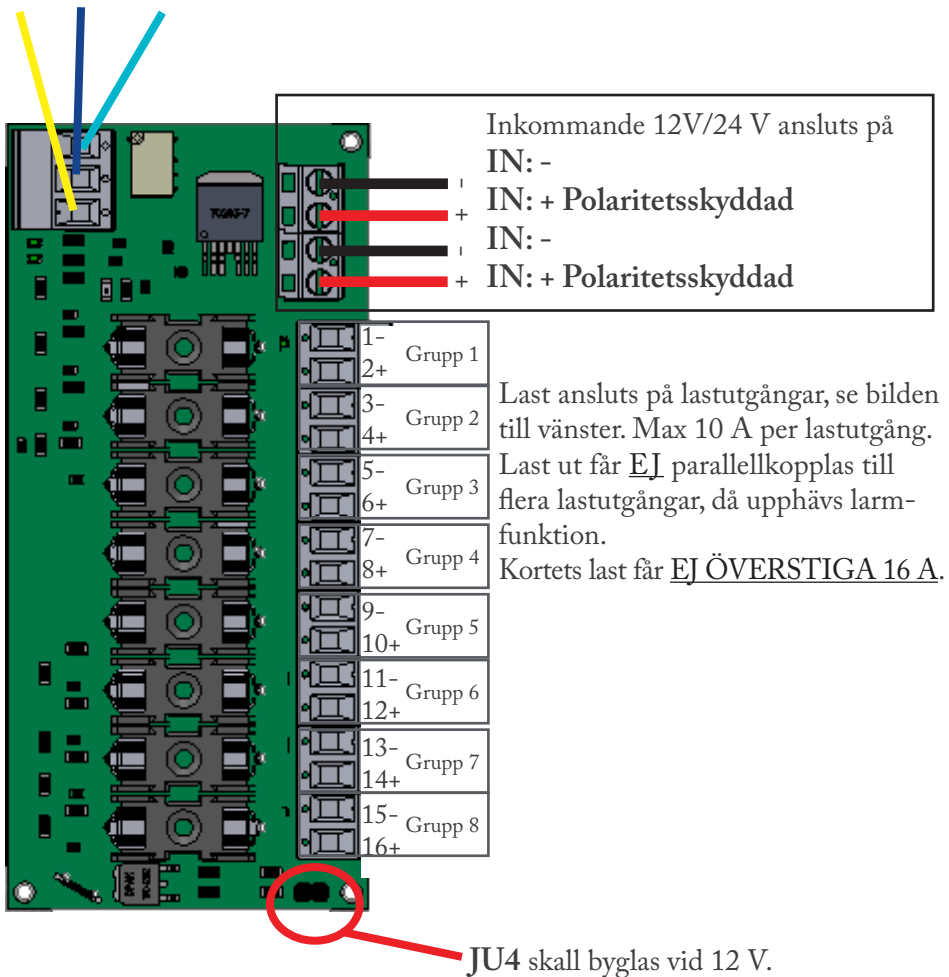 Inkommande 12V/24 V ansluts på
- IN: -
+ IN: + Polaritetsskyddad
- IN: -
+ IN: + Polaritetsskyddad
1-
2+
Grupp 1
3-
4+
Grupp 2
5-
6+
Grupp 3
7-
8+
Grupp 4
9-
10+
Grupp 5
11-
12+
Grupp 6
13-
14+
Grupp 7
15-
16+
Grupp 8
Last ansluts på lastutgångar, se bilden
till vänster. Max 10 A per lastutgång.
Last ut får EJ parallellkopplas till
flera lastutgångar, då upphävs larm-
funktion.
Kortets last får EJ ÖVERSTIGA 16 A.
DPAK
JU4 skall byglas vid 12 V.